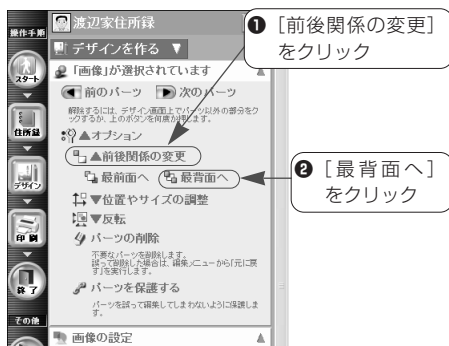 操作手順
渡辺家住所録
❶［前後関係の変更］
をクリック
デザインを作る ▼
「画像」が選択されています
スタート
前のパーツ 次のパーツ
解除するには、デザイン画面上でパーツ以外の部分をク
ックするか、上のボタンを何度か押します。
住所録
▲オプション
▲前後関係の変更
最前面へ 最背面へ
❷［最背面へ］
をクリック
デザイン
▼位置やサイズの調整
▼反転
パーツの削除
印刷
不要なパーツを削除します。
誤って削除した場合は、編集メニューから「元に戻
す」を実行します。
パーツを保護する
終了
パーツを誤って編集してしまわないように保護しま
す。
その他
画像の設定